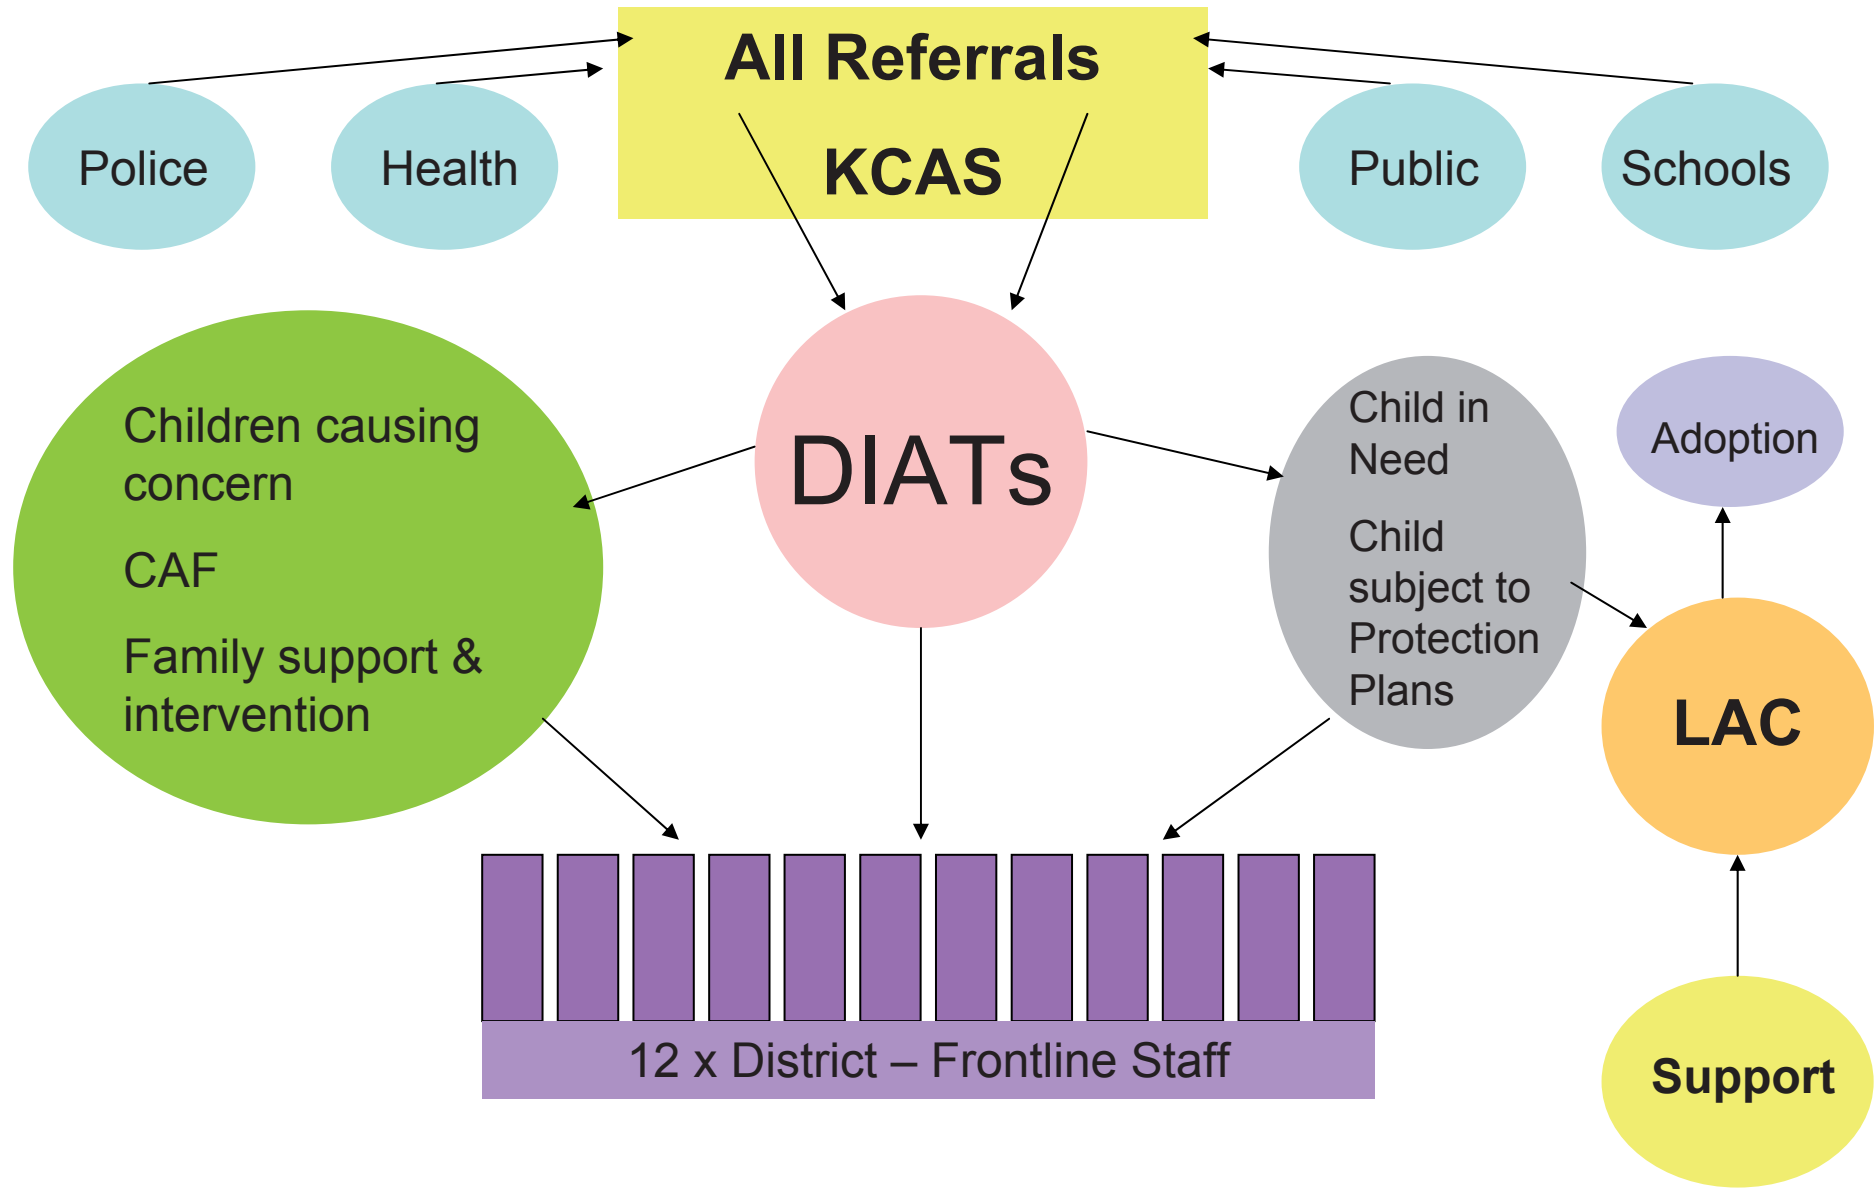 All Referrals
KCAS
Police
Health
Public
Schools
Children causing
concern
CAF
Family support &
intervention
DIATs
Child in
Need
Child
subject to
Protection
Plans
Adoption
LAC
12 x District – Frontline Staff
Support